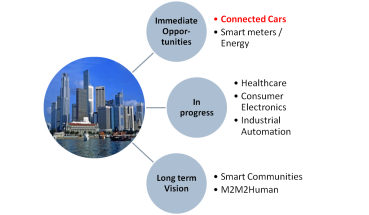 Immediate
Oppor-
tunities
• Connected Cars
• Smart meters /
Energy
In
progress
• Healthcare
• Consumer
Electronics
• Industrial
Automation
Long term
Vision
• Smart Communities
• M2M2Human